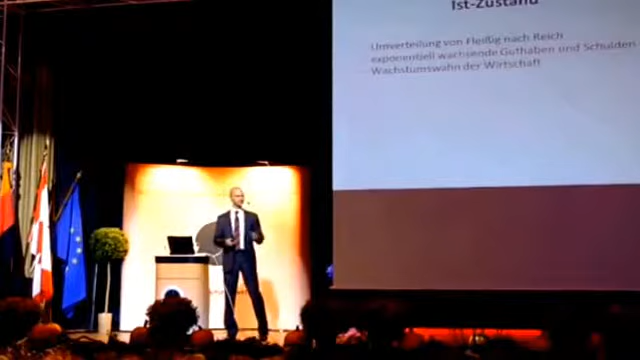 Ist-Zustand
Umverteilung von Fleißig nach Reich
exponentiell wachsende Guthaben und Schulden
Wachstumswahn der Wirtschaft